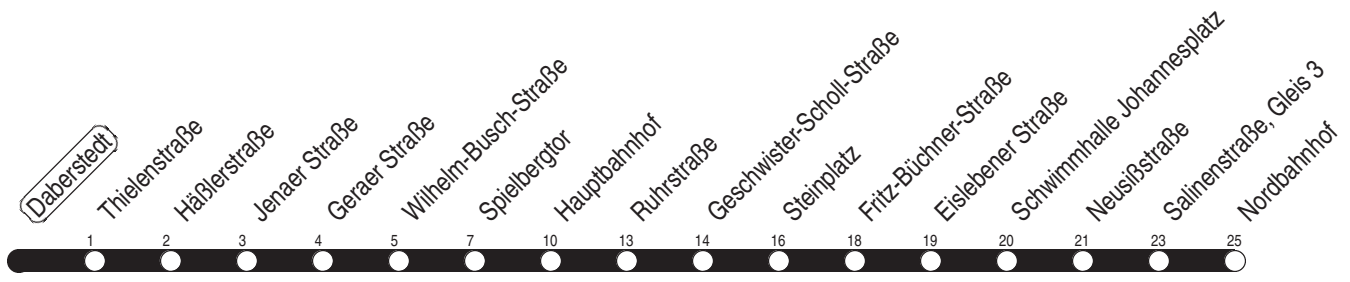 Daberstedt
Thielenstraße
Häßlerstraße
Jenaer Straße
Geraer Straße
Wilhelm-Busch-Straße
Spielbergtor
Hauptbahnhof
Ruhrstraße
Geschwister-Scholl-Straße
Steinplatz
Fritz-Büchner-Straße
Eislebener Straße
Schwimmhalle Johannesplatz
Neusißstraße
Salinenstraße, Gleis 3
Nordbahnhof
1 2 3 4 5 7 10 13 14 16 18 19 20 21 23 25